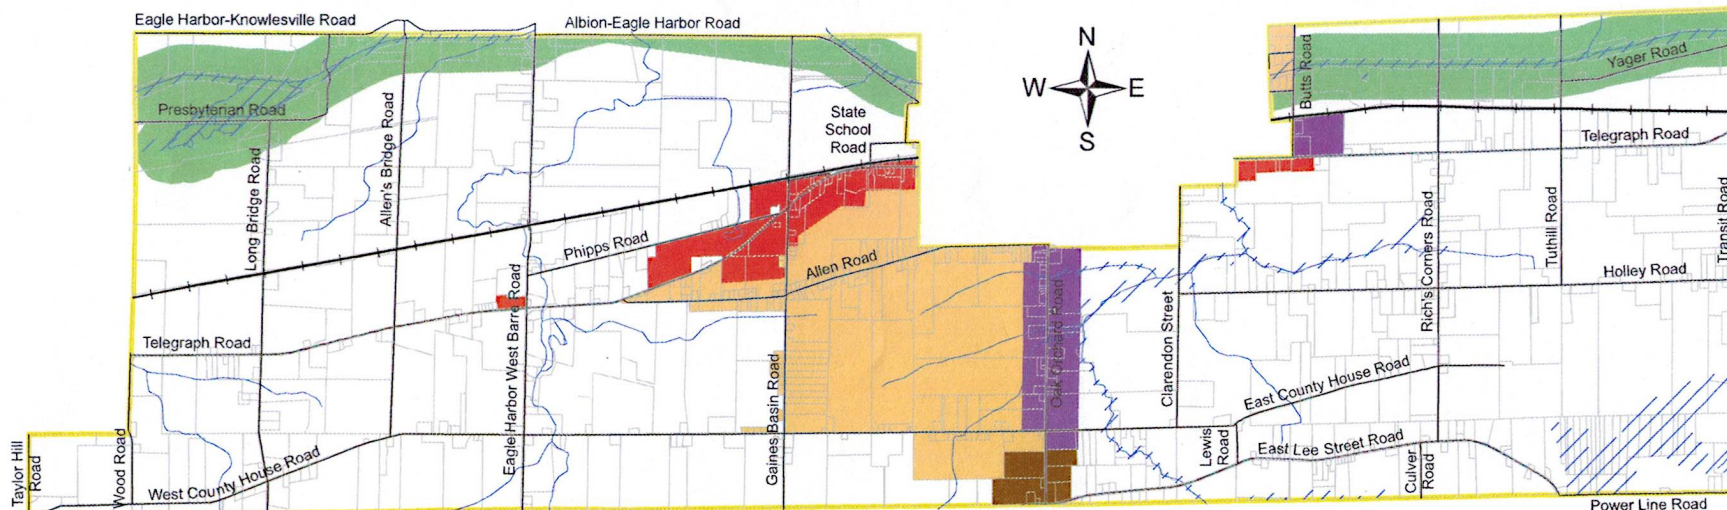 Eagle Harbor-Knowlesville Road
Albion-Eagle Harbor Road
N
W
E
S
Butts Road
Yager Road
Presbyterian Road
State
School
Road
Telegraph Road
Long Bridge Road
Allen's Bridge Road
Phipps Road
Allen Road
Eagle Harbor West Barre Road
Gaines Basin Road
Oak Orchard Road
Clarendon Street
Rich's Corners Road
Tuthill Road
Transit Road
Holley Road
Telegraph Road
East County House Road
Taylor Hill
Road
Wood Road
West County House Road
Lewis
Road
East Lee Street Road
Culver
Road
Power Line Road